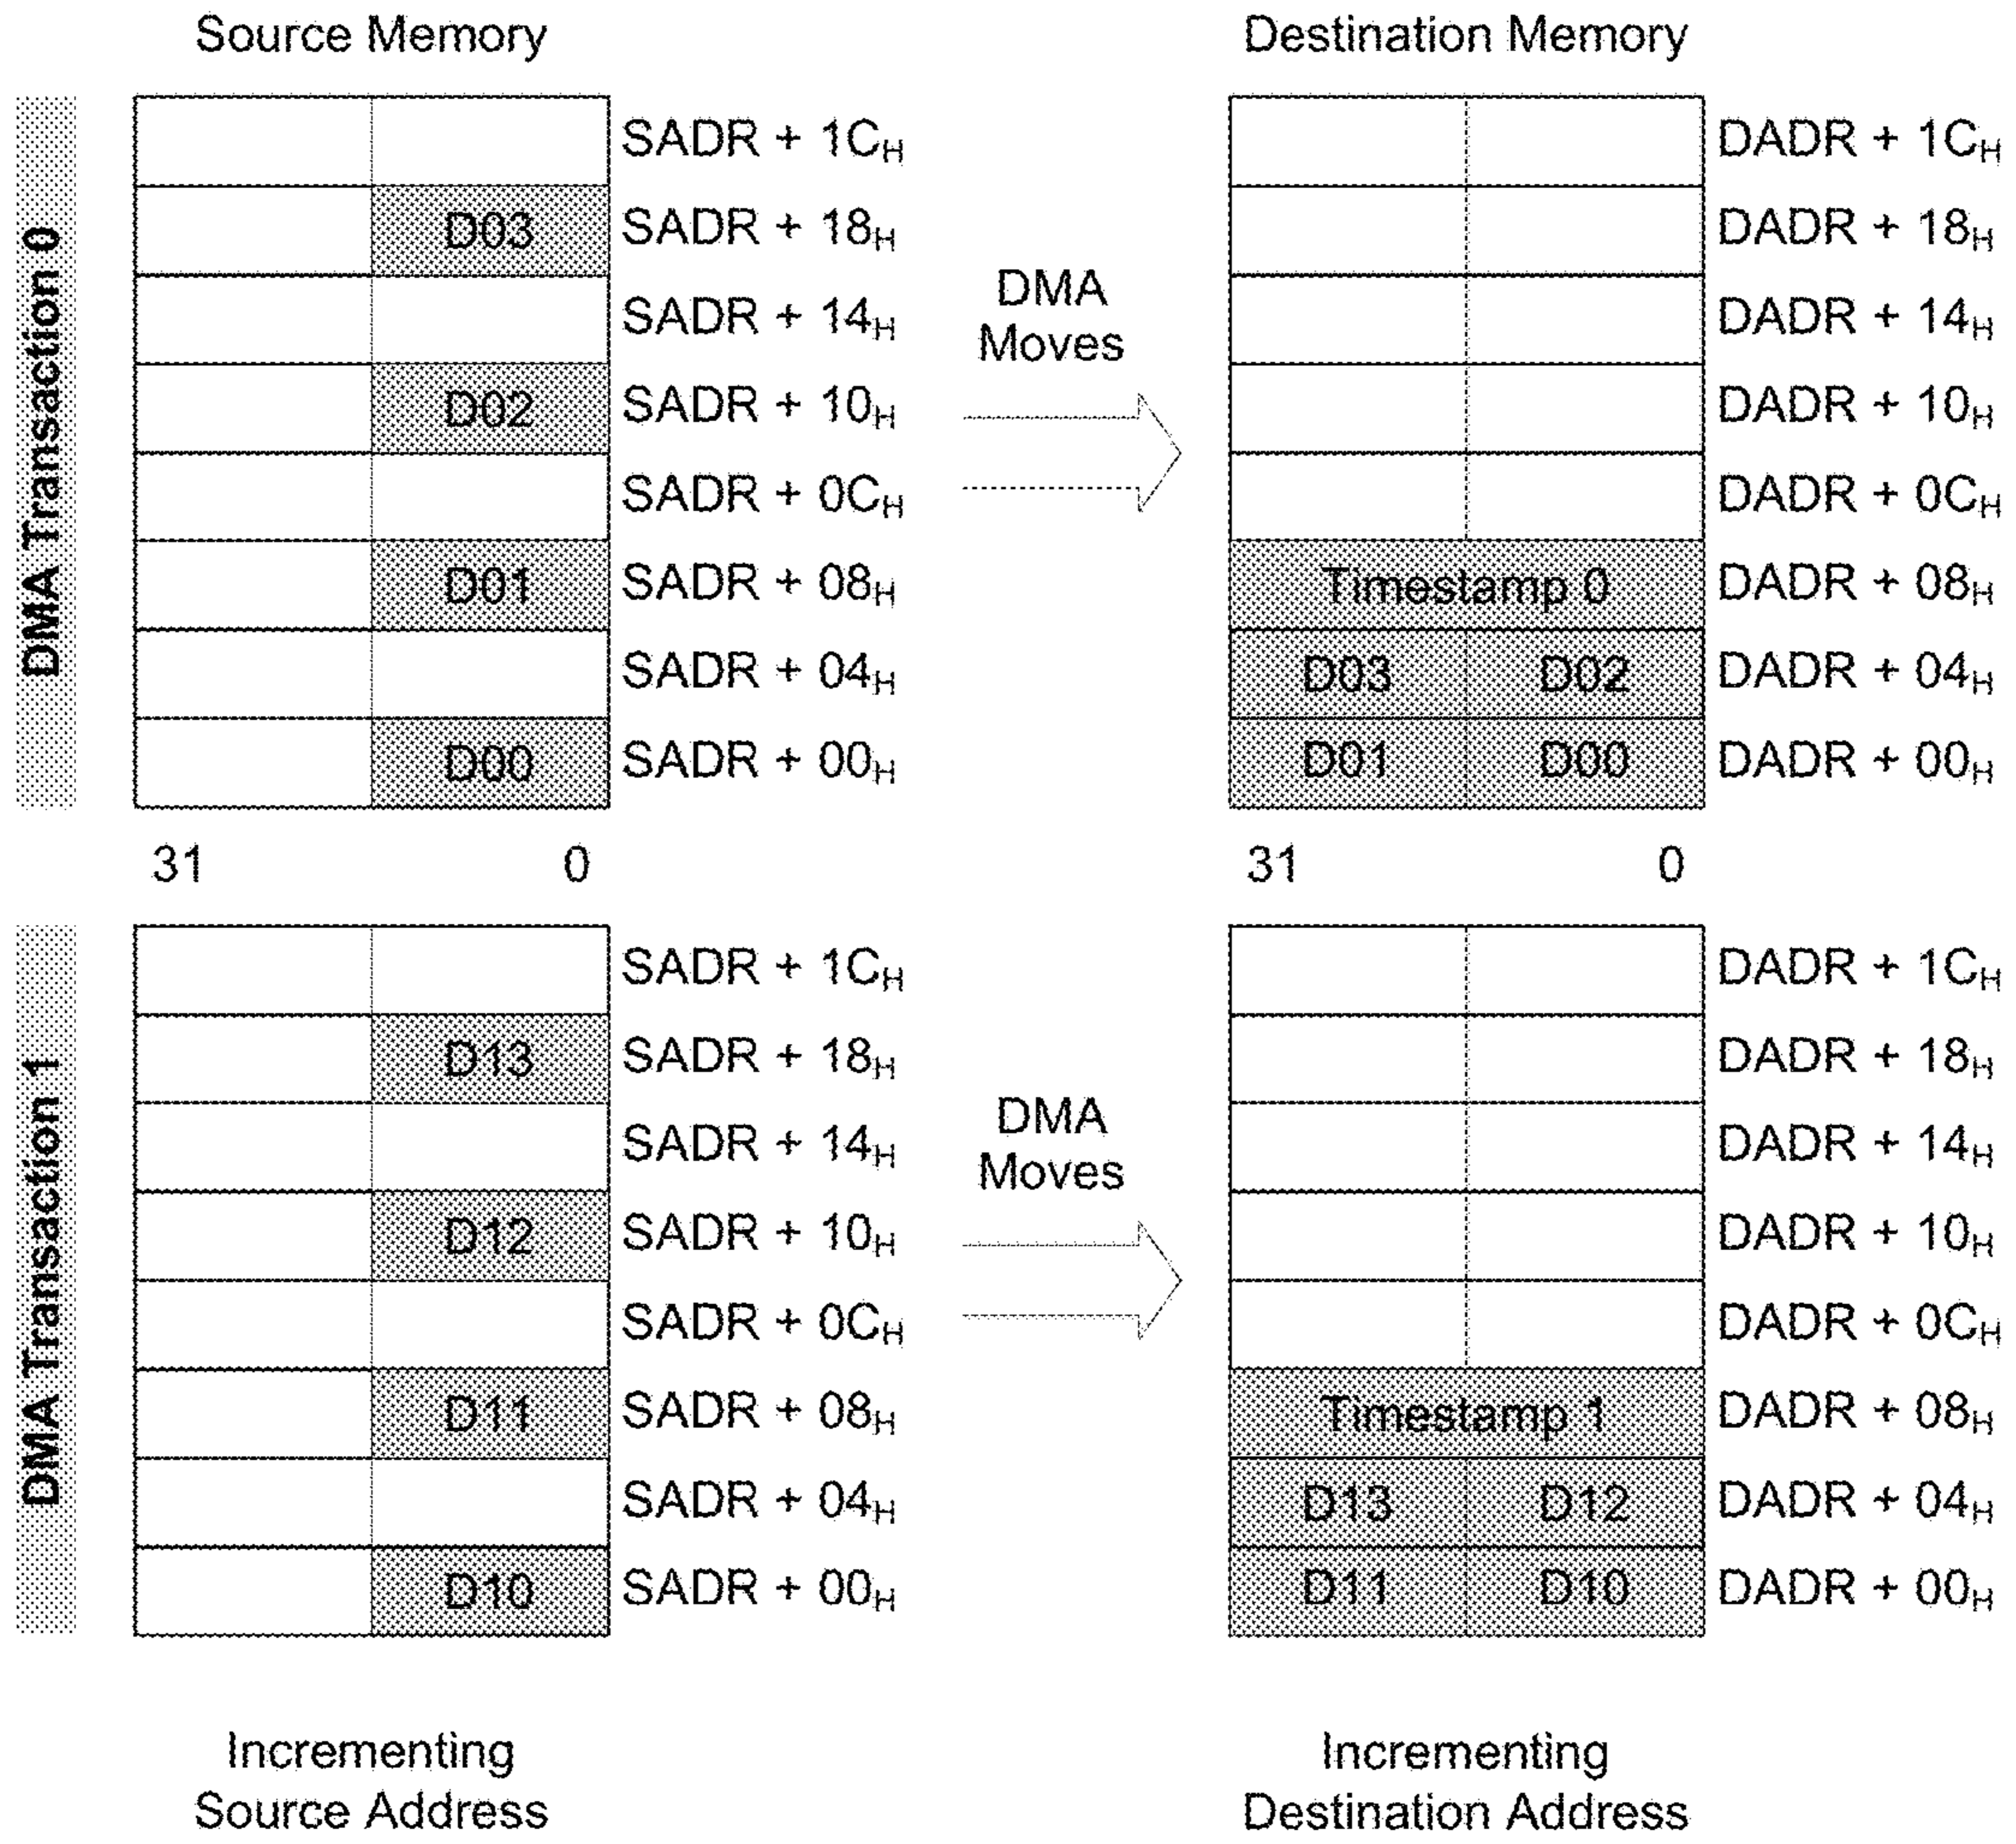 Source Memory
Destination Memory
DMA Transaction 0
SADR + 1CH
D03 SADR + 18H
SADR + 14H
D02 SADR + 10H
SADR + 0CH
D01 SADR + 08H
SADR + 04H
D00 SADR + 00H
31 0
DMA
Moves
DADR + 1CH
DADR + 18H
DADR + 14H
DADR + 10H
DADR + 0CH
Timestamp 0 DADR + 08H
D03 D02 DADR + 04H
D01 D00 DADR + 00H
31 0
DMA Transaction 1
SADR + 1CH
D13 SADR + 18H
SADR + 14H
D12 SADR + 10H
SADR + 0CH
D11 SADR + 08H
SADR + 04H
D10 SADR + 00H
DMA
Moves
DADR + 1CH
DADR + 18H
DADR + 14H
DADR + 10H
DADR + 0CH
Timestamp 1 DADR + 08H
D13 D12 DADR + 04H
D11 D10 DADR + 00H
Incrementing
Source Address
Incrementing
Destination Address